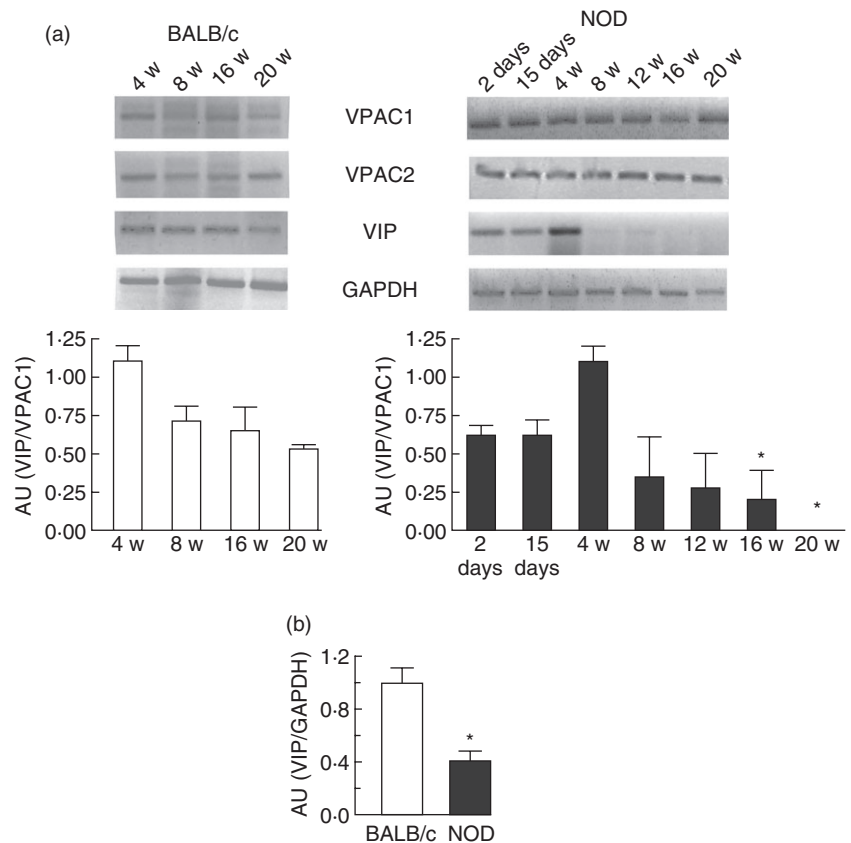 (a)
BALB/c
NOD
4 w 8 w 16 w 20 w
2 days 15 days 4 w 8 w 12 w 16 w 20 w
VPAC1
VPAC2
VIP
GAPDH
AU (VIP/VPAC1)
1·25
1·00
0·75
0·50
0·25
0·00
4 w 8 w 16 w 20 w
AU (VIP/VPAC1)
1·25
1·00
0·75
0·50
0·25
0·00
*
*
2 days 15 days 4 w 8 w 12 w 16 w 20 w
(b)
AU (VIP/GAPDH)
1·2
0·8
0·4
0·0
*
BALB/c NOD